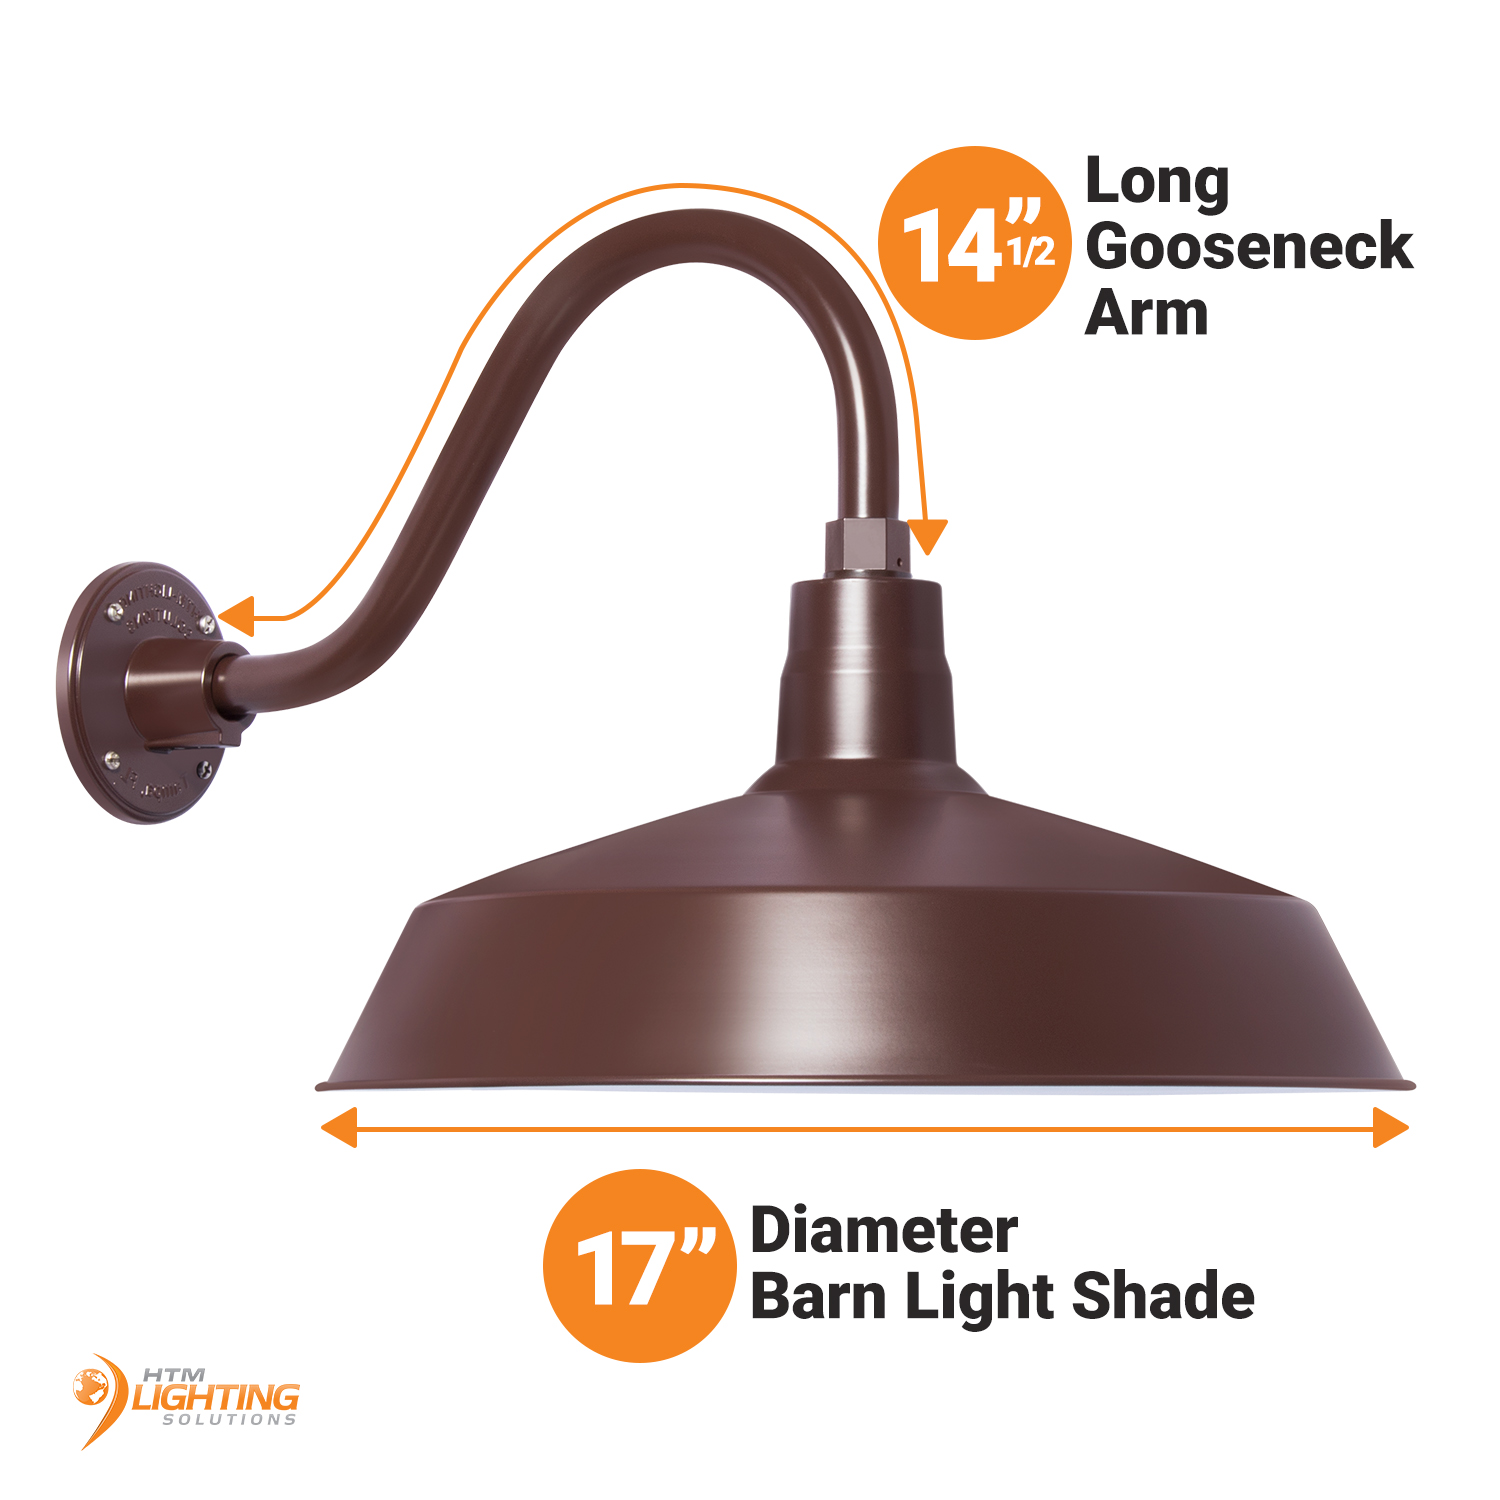 14 1/2”
Long
Gooseneck
Arm
17”
Diameter
Barn Light Shade
HTM
LIGHTING
SOLUTIONS